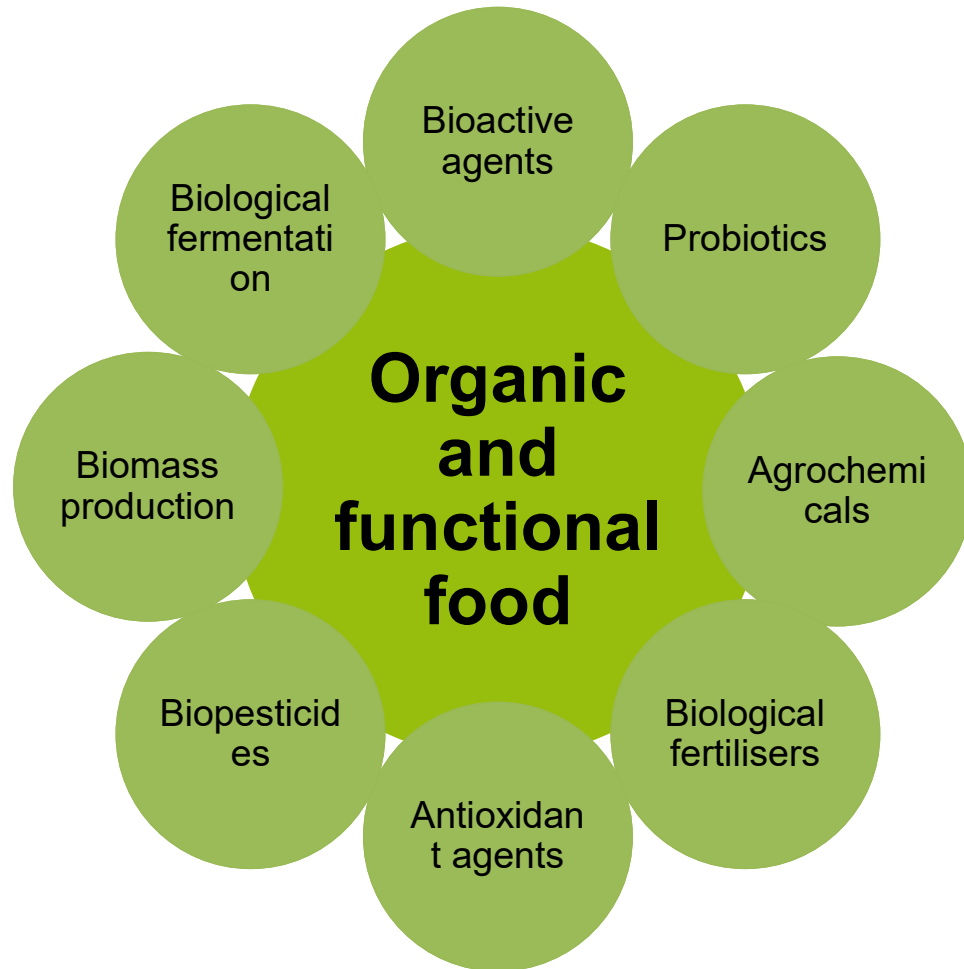 Bioactive
agents
Probiotics
Agrochemi
cals
Biological
fertilisers
Antioxidan
t agents
Biopesticid
es
Biomass
production
Biological
fermentati
on
Organic
and
functional
food